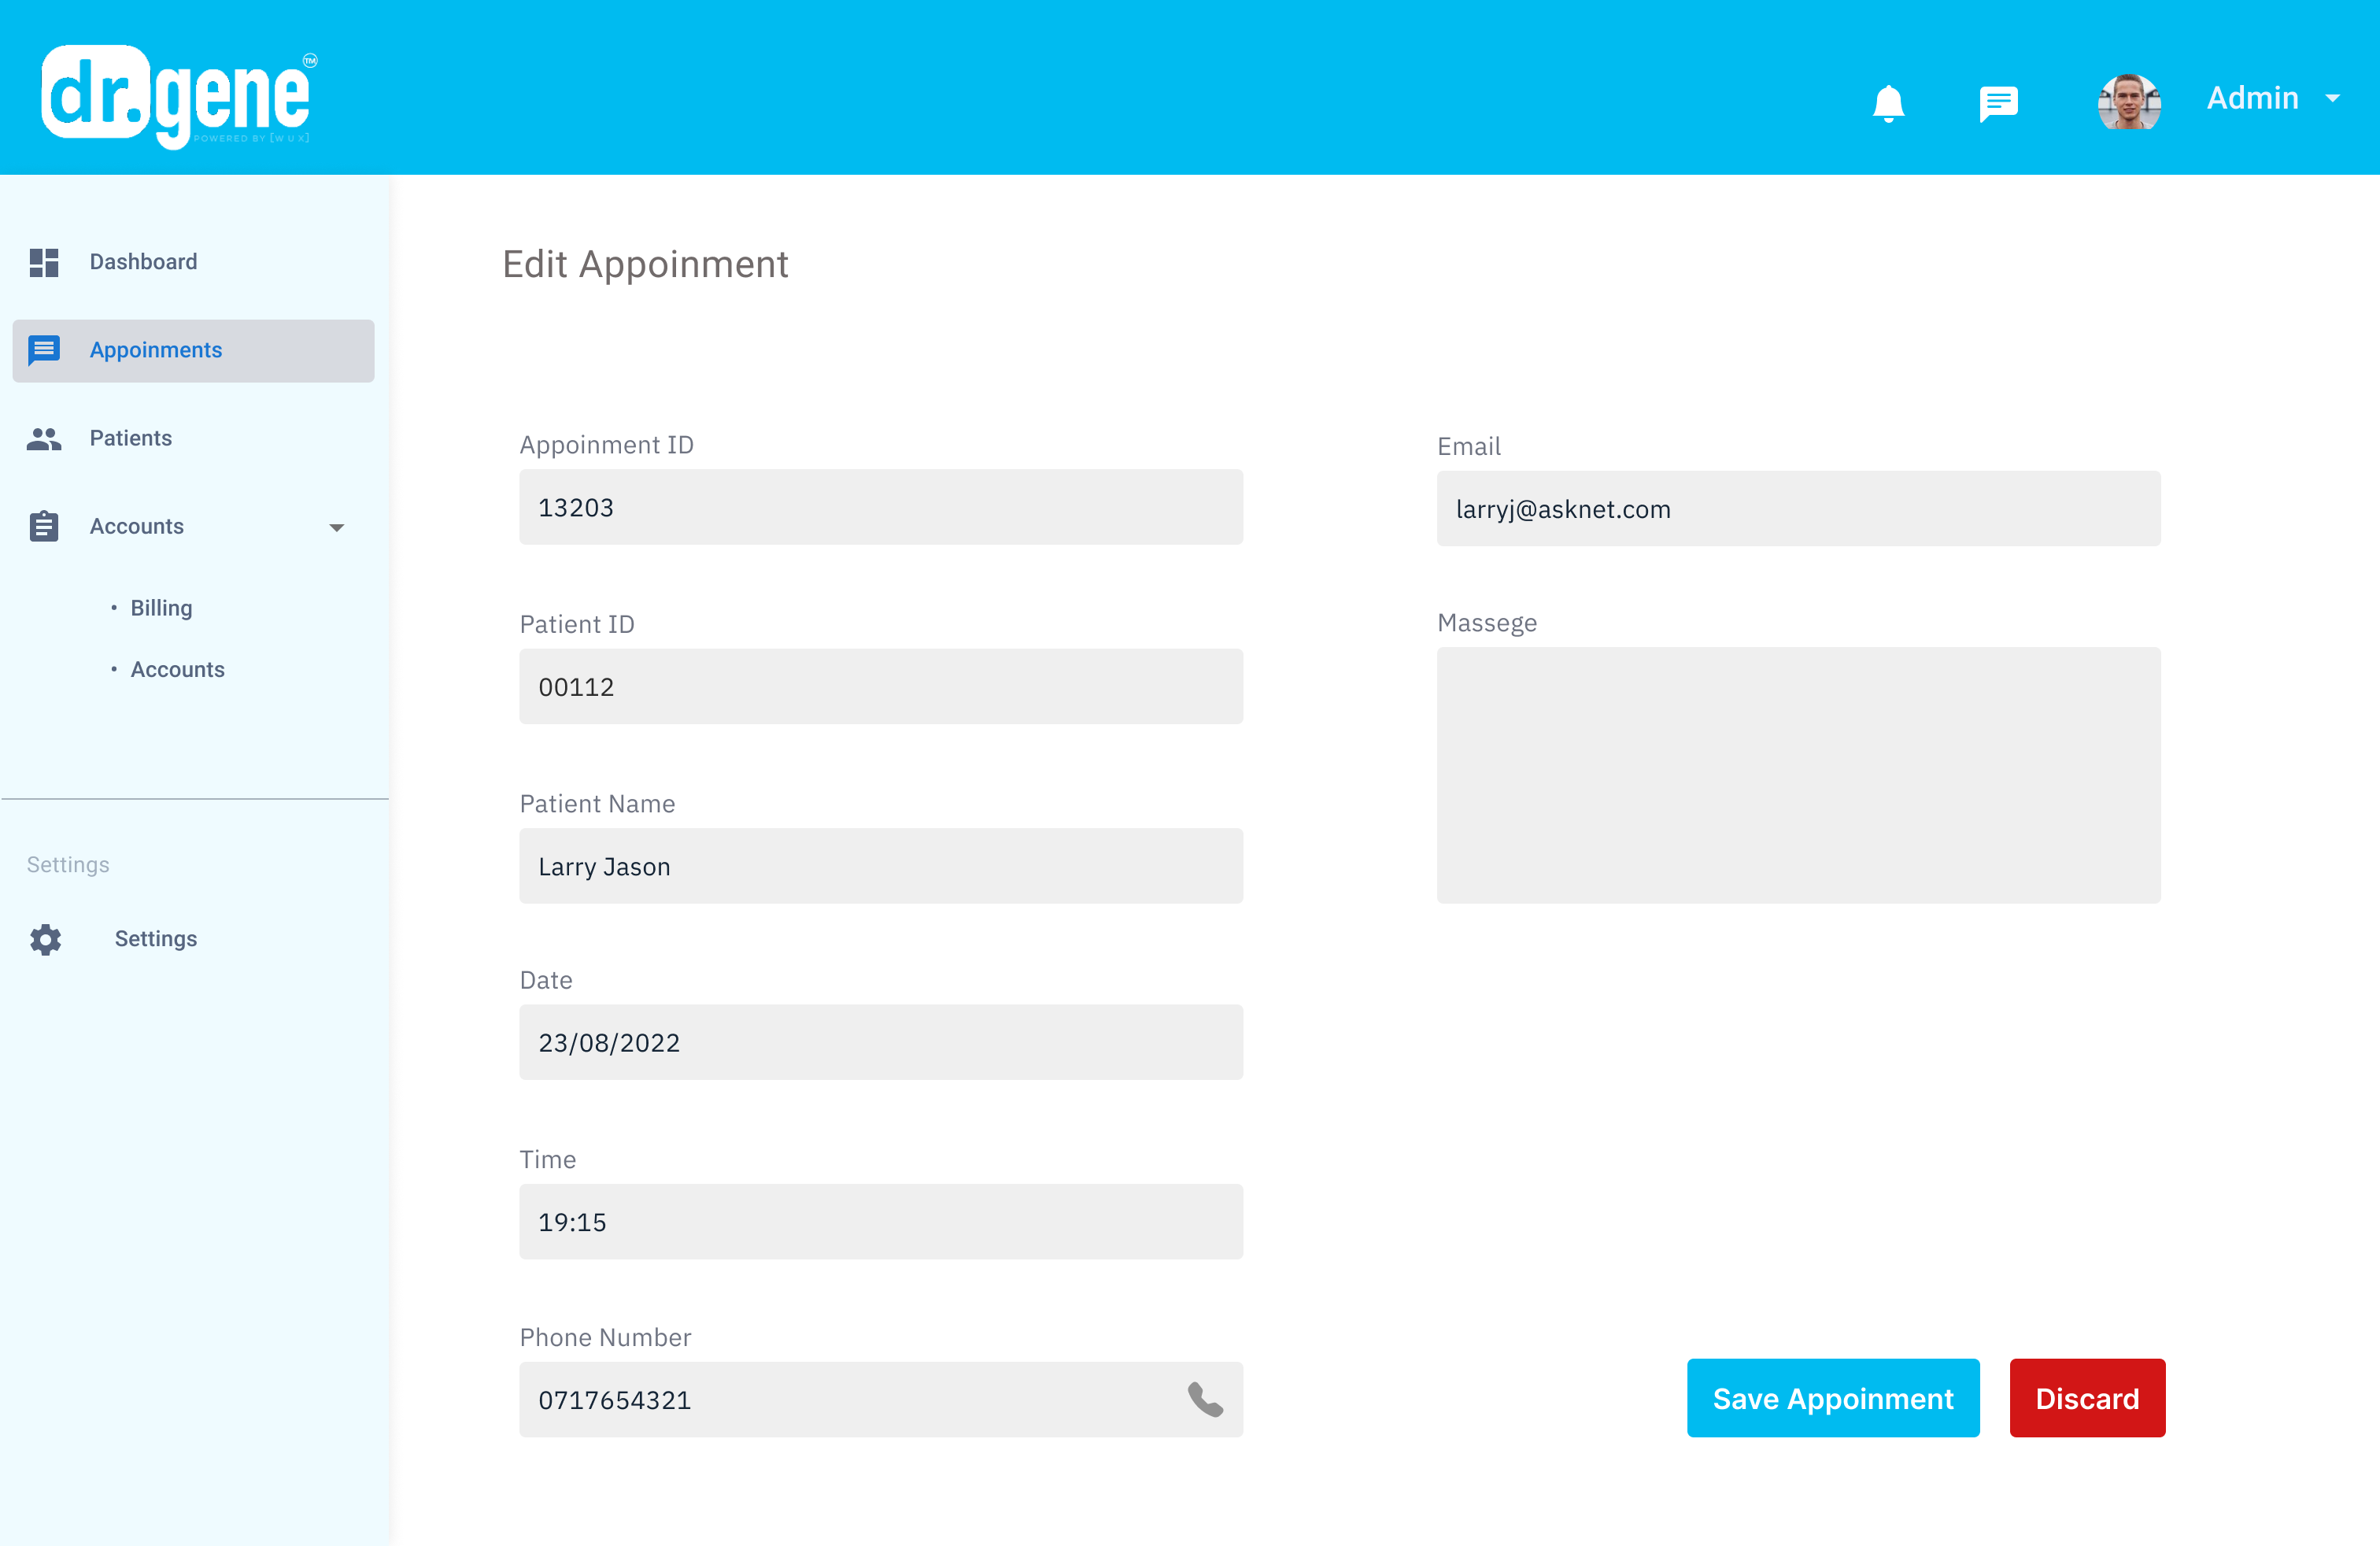 dr.gene™
POWERED BY [WUX]
Admin
Dashboard
Appoinments
Patients
Accounts
• Billing
• Accounts
Settings
Settings
Edit Appoinment
Appoinment ID
13203
Patient ID
00112
Patient Name
Larry Jason
Date
23/08/2022
Time
19:15
Phone Number
0717654321
Email
larryj@asknet.com
Massege
Save Appoinment
Discard